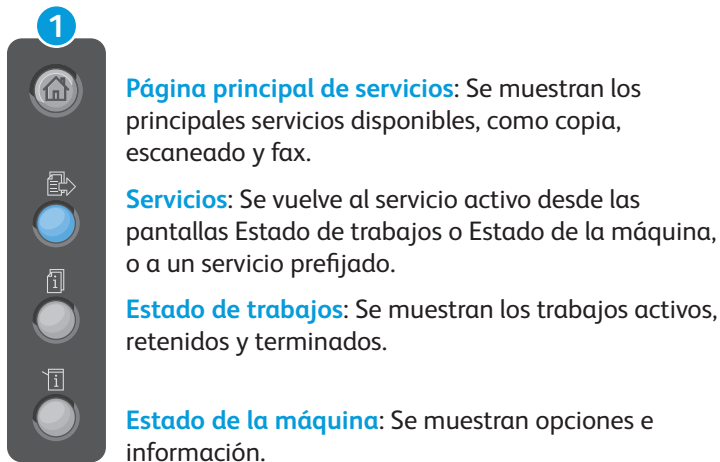 1
Página principal de servicios: Se muestran los
principales servicios disponibles, como copia,
escaneado y fax.
Servicios: Se vuelve al servicio activo desde las
pantallas Estado de trabajos o Estado de la máquina,
o a un servicio prefijado.
Estado de trabajos: Se muestran los trabajos activos,
retenidos y terminados.
Estado de la máquina: Se muestran opciones e
información.